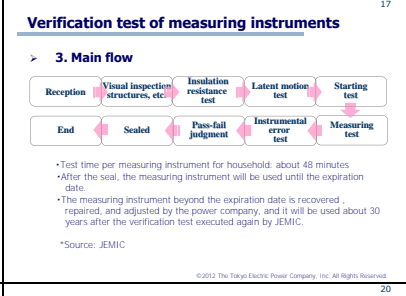 17
Verification test of measuring instruments
➢ 3. Main flow
Reception
Visual inspection
structures, etc.
Insulation
resistance
test
Latent motion
test
Starting
test
End
Sealed
Pass-fail
judgment
Instrumental
error
test
Measuring
test
・Test time per measuring instrument for household: about 48 minutes
・After the seal, the measuring instrument will be used until the expiration
date.
・The measuring instrument beyond the expiration date is recovered ,
repaired, and adjusted by the power company, and it will be used about 30
years after the verification test executed again by JEMIC.
*Source: JEMIC
©2012 The Tokyo Electric Power Company, Inc. All Rights Reserved.
20